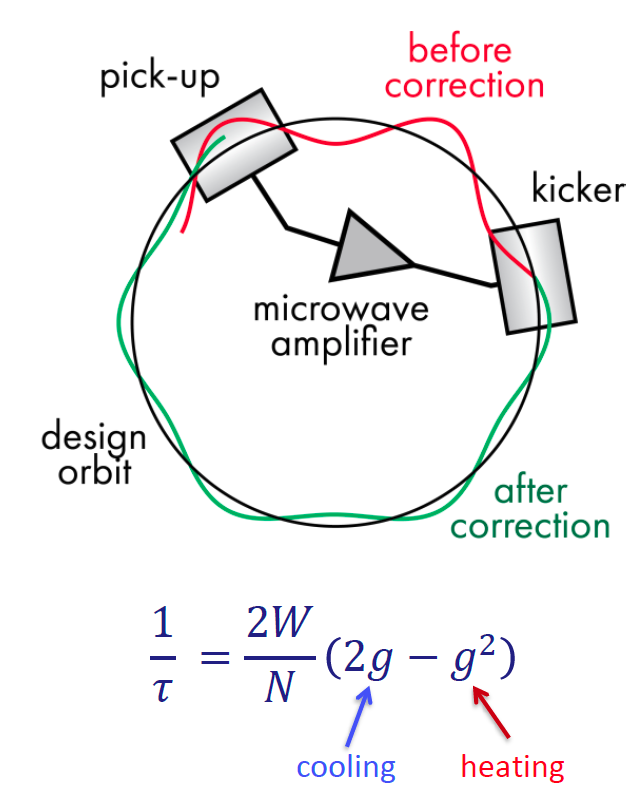 before
correction
pick-up
kicker
microwave
amplifier
design
orbit
after
correction
1/τ = 2W/N (2g − g²)
cooling
heating